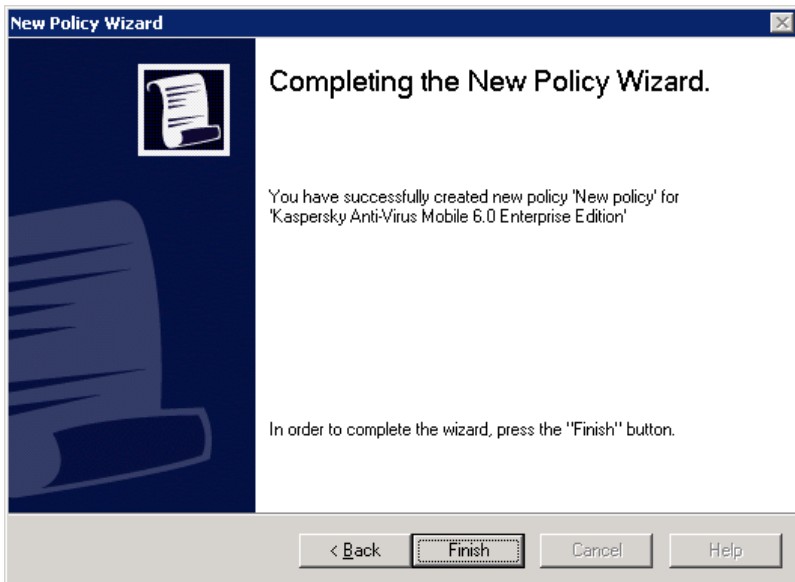 New Policy Wizard
Completing the New Policy Wizard.
You have successfully created new policy 'New policy' for
'Kaspersky Anti-Virus Mobile 6.0 Enterprise Edition'
In order to complete the wizard, press the "Finish" button.
< Back
Finish
Cancel
Help